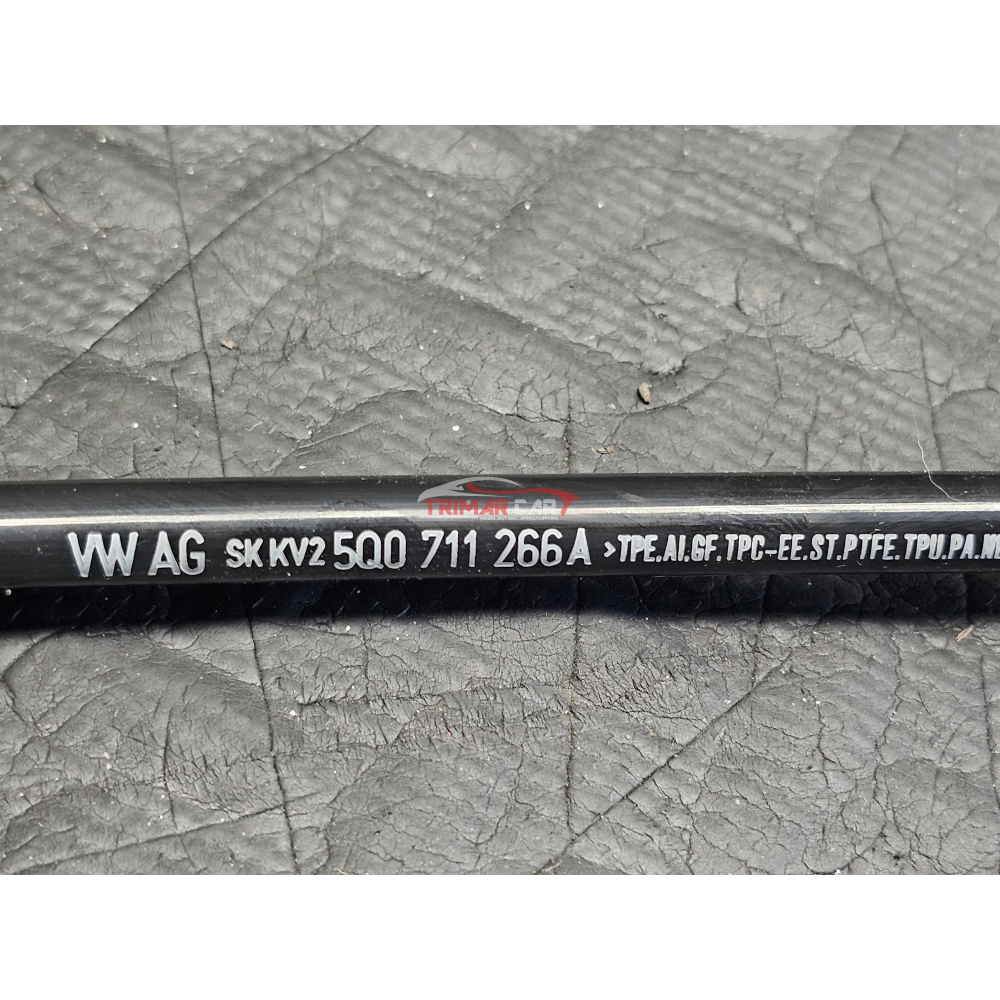 TRIMAR CAR
VW AG SK KV2 5Q0 711 266 A >TPE.AI.GF.TPC-EE.ST.PTFE.TPU.PA.